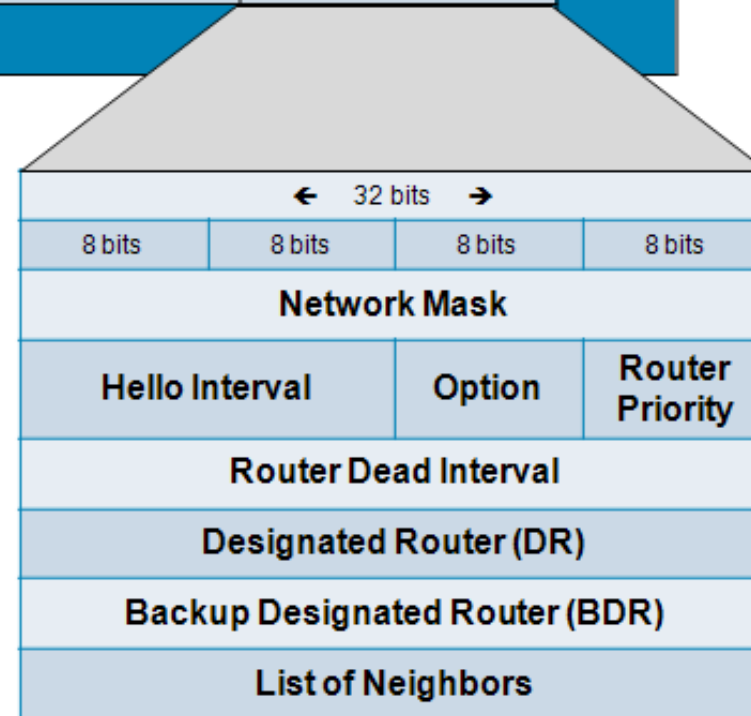 ← 32 bits →
8 bits 8 bits 8 bits 8 bits
Network Mask
Hello Interval Option Router Priority
Router Dead Interval
Designated Router (DR)
Backup Designated Router (BDR)
List of Neighbors